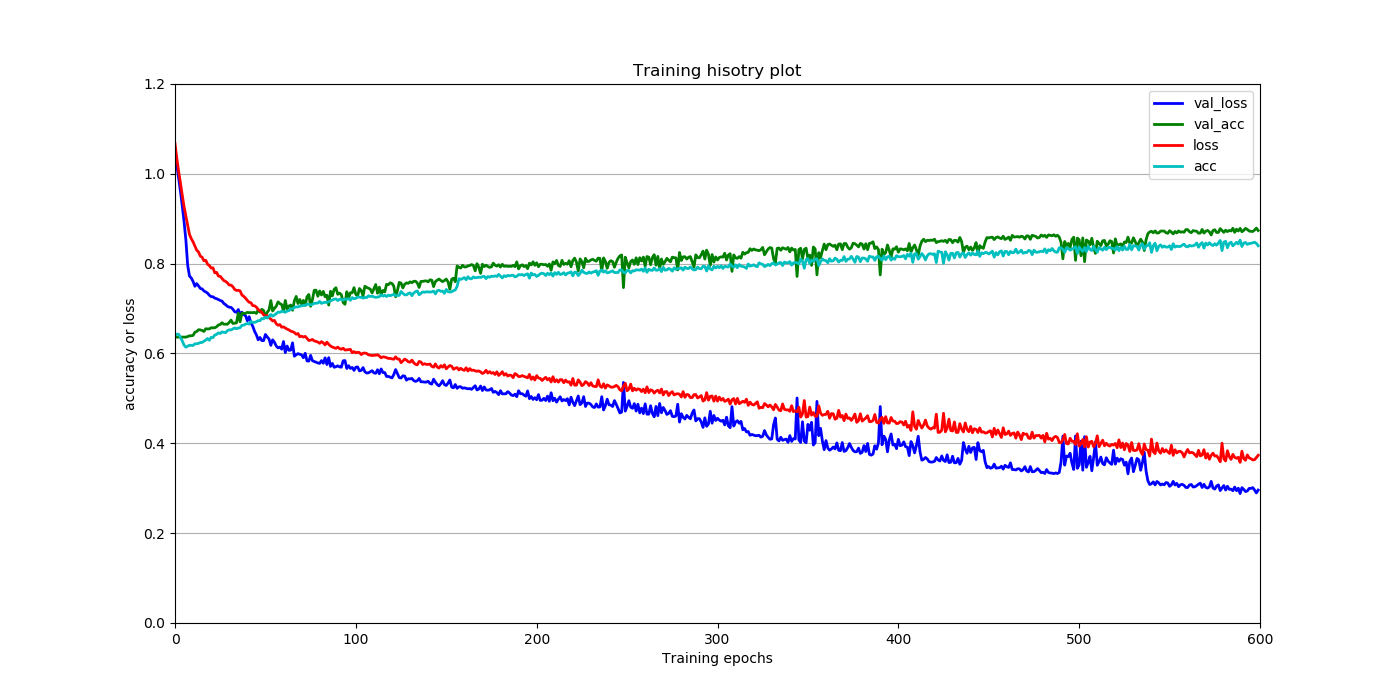 Training hisotry plot
1.2
1.0
0.8
0.6
0.4
0.2
0.0
accuracy or loss
val_loss
val_acc
loss
acc
0 100 200 300 400 500 600
Training epochs